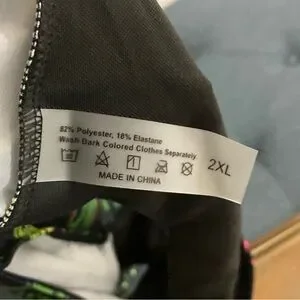 82% Polyester, 18% Elastane
Wash Dark Colored Clothes Separately.
2XL
MADE IN CHINA